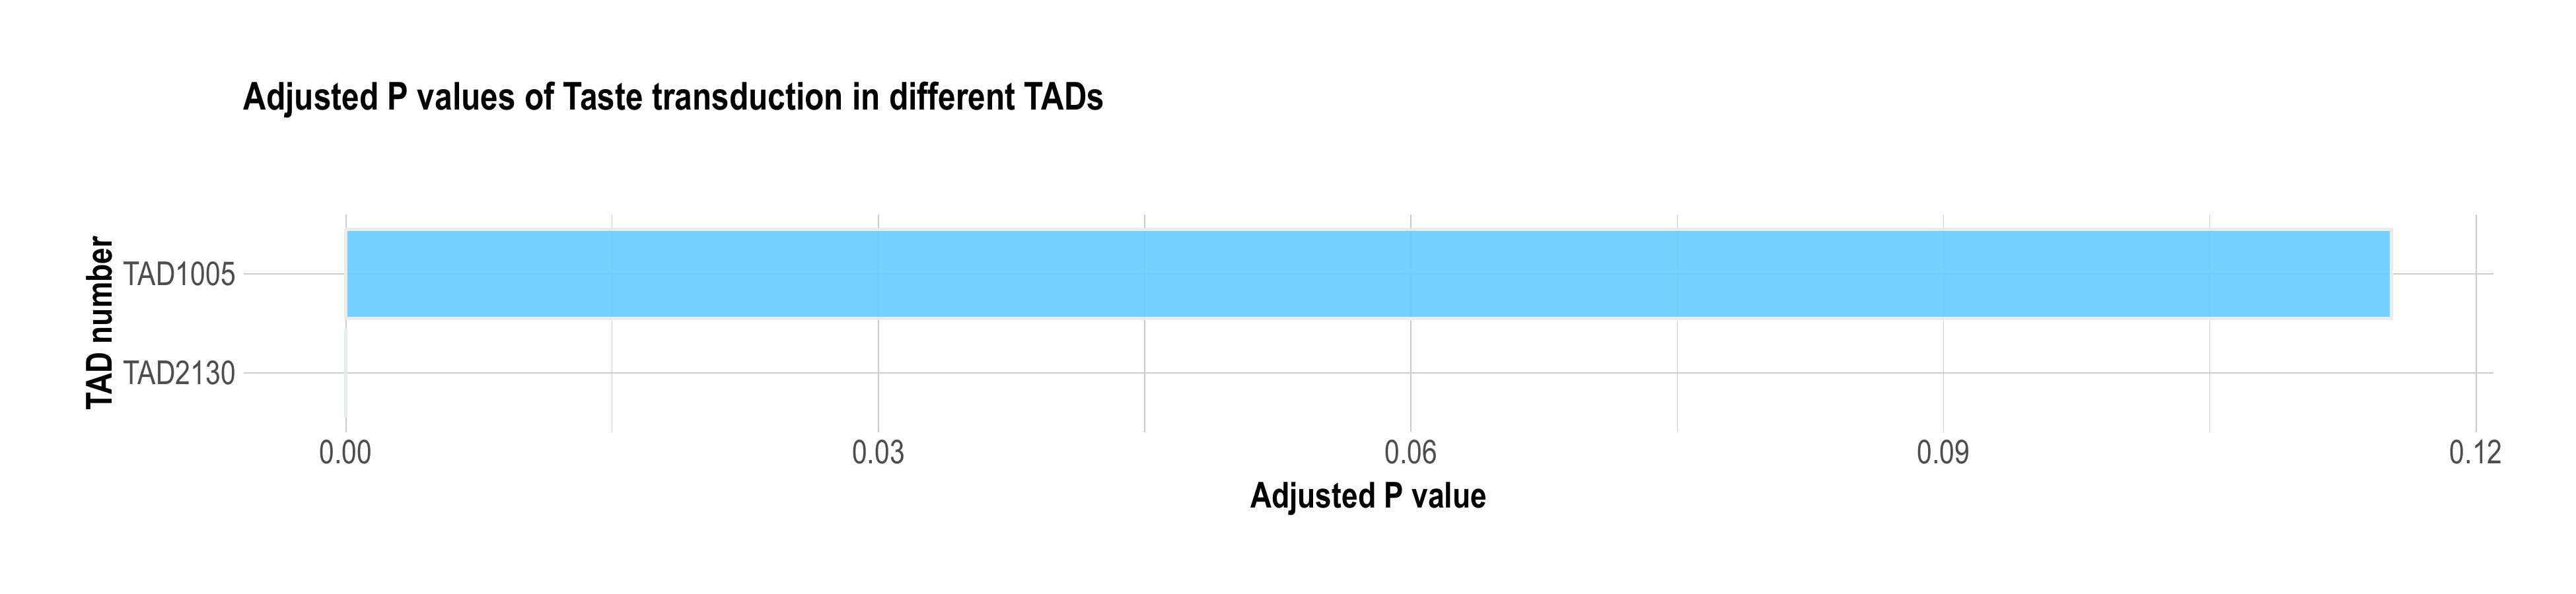 Adjusted P values of Taste transduction in different TADs
TAD number
TAD1005
TAD2130
0.00 0.03 0.06 0.09 0.12
Adjusted P value